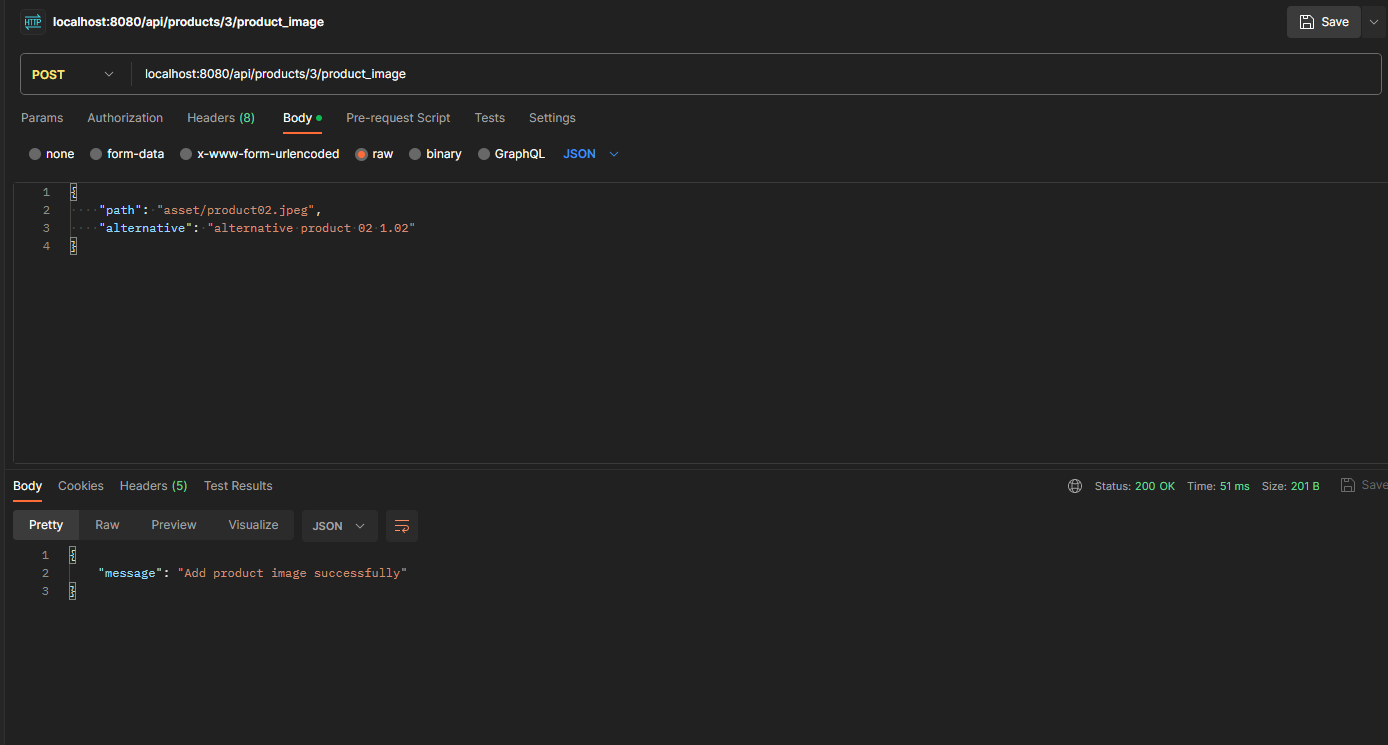 HTTP localhost:8080/api/products/3/product_image Save
POST localhost:8080/api/products/3/product_image
Params Authorization Headers (8) Body Pre-request Script Tests Settings
none form-data x-www-form-urlencoded raw binary GraphQL JSON
1 {
2 "path": "asset/product02.jpeg",
3 "alternative": "alternative product 02 1.02"
4 }
Body Cookies Headers (5) Test Results Status: 200 OK Time: 51 ms Size: 201 B Save
Pretty Raw Preview Visualize JSON
1 {
2 "message": "Add product image successfully"
3 }